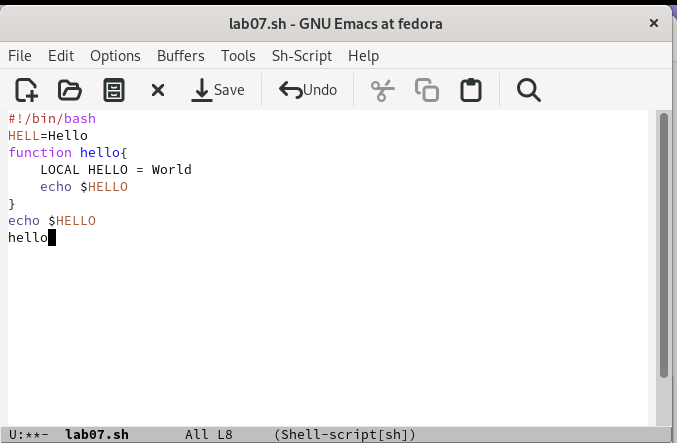 lab07.sh - GNU Emacs at fedora
File Edit Options Buffers Tools Sh-Script Help
Save Undo
#!/bin/bash
HELL=Hello
function hello{
    LOCAL HELLO = World
    echo $HELLO
}
echo $HELLO
hello
U:**- lab07.sh All L8 (Shell-script[sh])